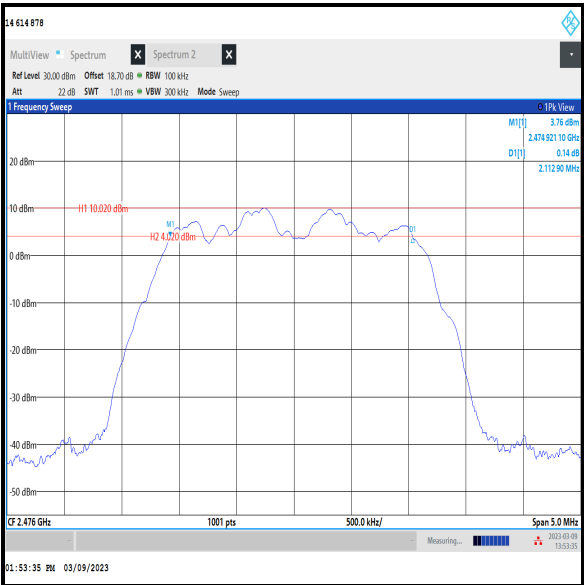 14 614 878
MultiView Spectrum X Spectrum 2 X
Ref Level 30.00 dBm Offset 18.70 dB RBW 100 kHz
Att 22 dB SWT 1.01 ms VBW 300 kHz Mode Sweep
1 Frequency Sweep 1Pk View
M1[1] 3.76 dBm
2.474 921 10 GHz
D1[1] 0.14 dB
2.112 90 MHz
20 dBm
10 dBm H1 10.020 dBm
M1
H2 4.020 dBm D1
0 dBm
-10 dBm
-20 dBm
-30 dBm
-40 dBm
-50 dBm
CF 2.476 GHz 1001 pts 500.0 kHz/ Span 5.0 MHz
Measuring... 2023-03-09
13:53:35
01:53:35 PM 03/09/2023